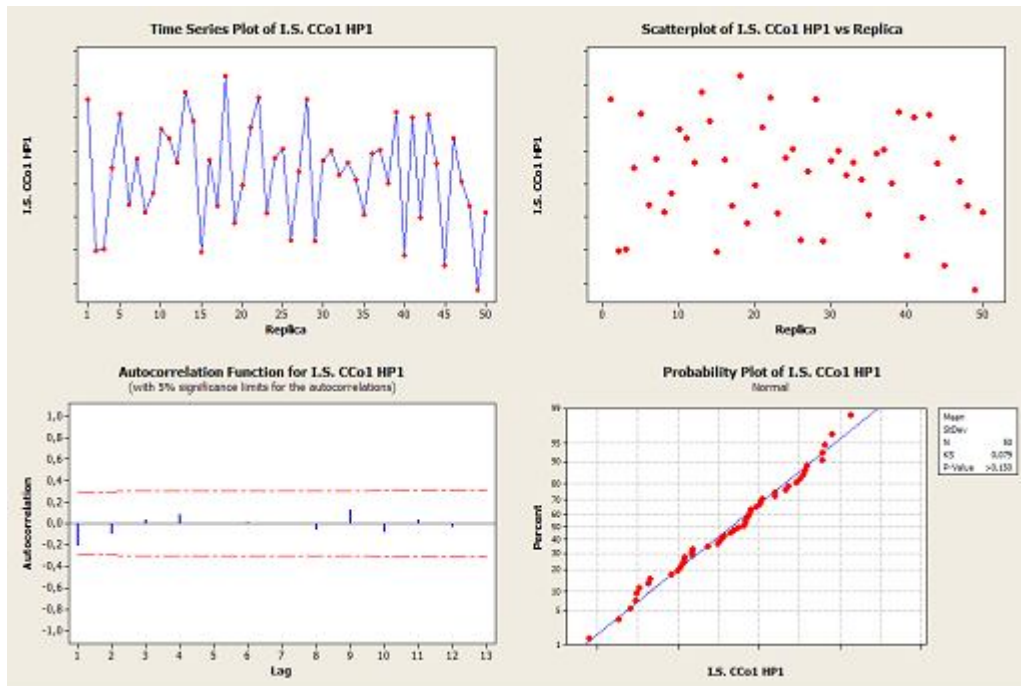 Time Series Plot of I.S. CCo1 HP1
I.S. CCo1 HP1
1 5 10 15 20 25 30 35 40 45 50
Replica
Scatterplot of I.S. CCo1 HP1 vs Replica
I.S. CCo1 HP1
0 10 20 30 40 50
Replica
Autocorrelation Function for I.S. CCo1 HP1
(with 5% significance limits for the autocorrelations)
Autocorrelation
1,0
0,8
0,6
0,4
0,2
0,0
-0,2
-0,4
-0,6
-0,8
-1,0
1 2 3 4 5 6 7 8 9 10 11 12 13
Lag
Probability Plot of I.S. CCo1 HP1
Normal
Percent
99
95
90
80
70
60
50
40
30
20
10
5
1
I.S. CCo1 HP1
Mean
StDev
N 50
KS 0,079
P-Value >0,150